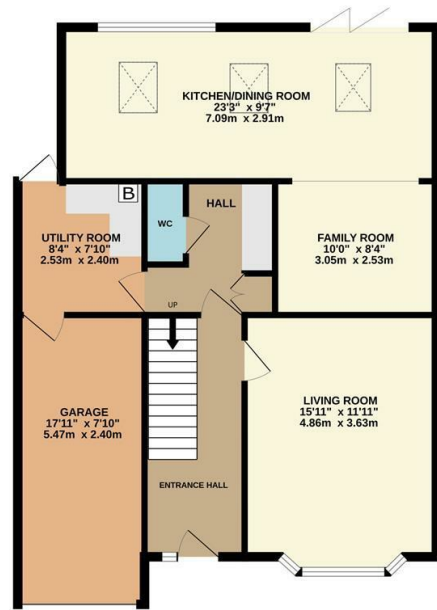 KITCHEN/DINING ROOM
23'3" x 9'7"
7.09m x 2.91m
B
WC
HALL
UTILITY ROOM
8'4" x 7'10"
2.53m x 2.40m
FAMILY ROOM
10'0" x 8'4"
3.05m x 2.53m
UP
GARAGE
17'11" x 7'10"
5.47m x 2.40m
LIVING ROOM
15'11" x 11'11"
4.86m x 3.63m
ENTRANCE HALL